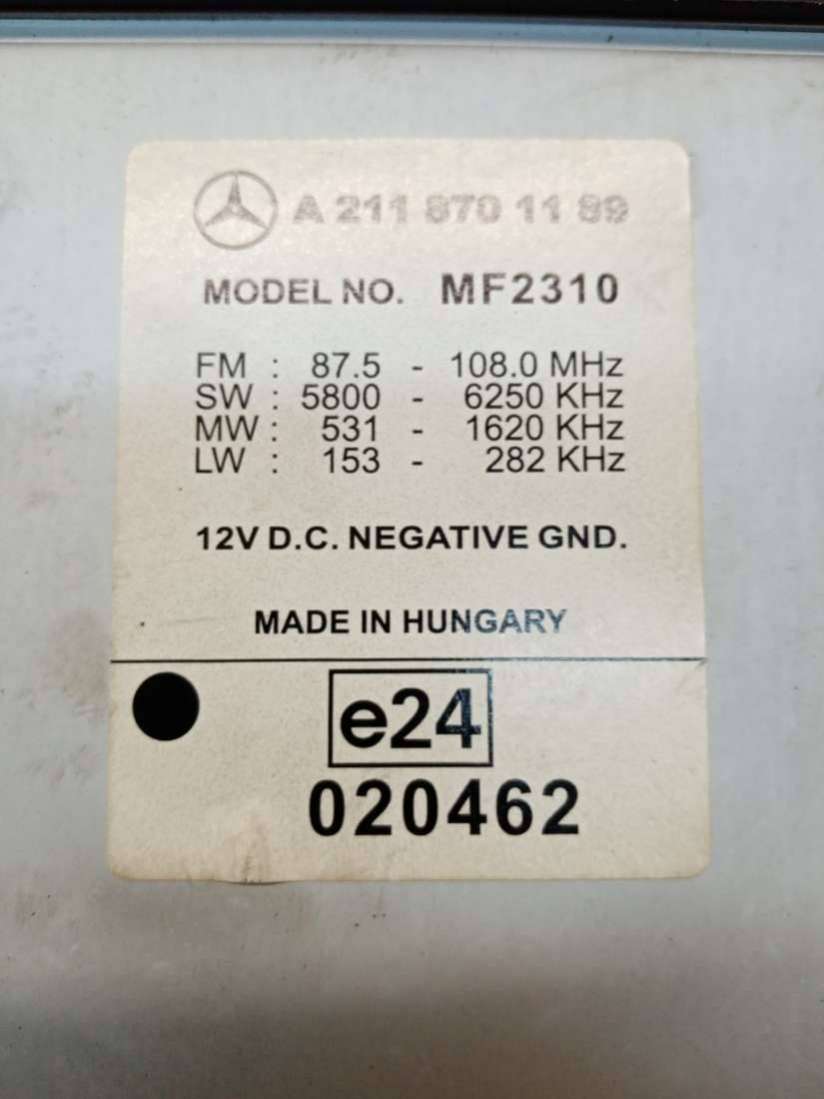 A 211 870 11 89
MODEL NO. MF2310
FM : 87.5 - 108.0 MHz
SW : 5800 - 6250 KHz
MW : 531 - 1620 KHz
LW : 153 - 282 KHz
12V D.C. NEGATIVE GND.
MADE IN HUNGARY
e24
020462